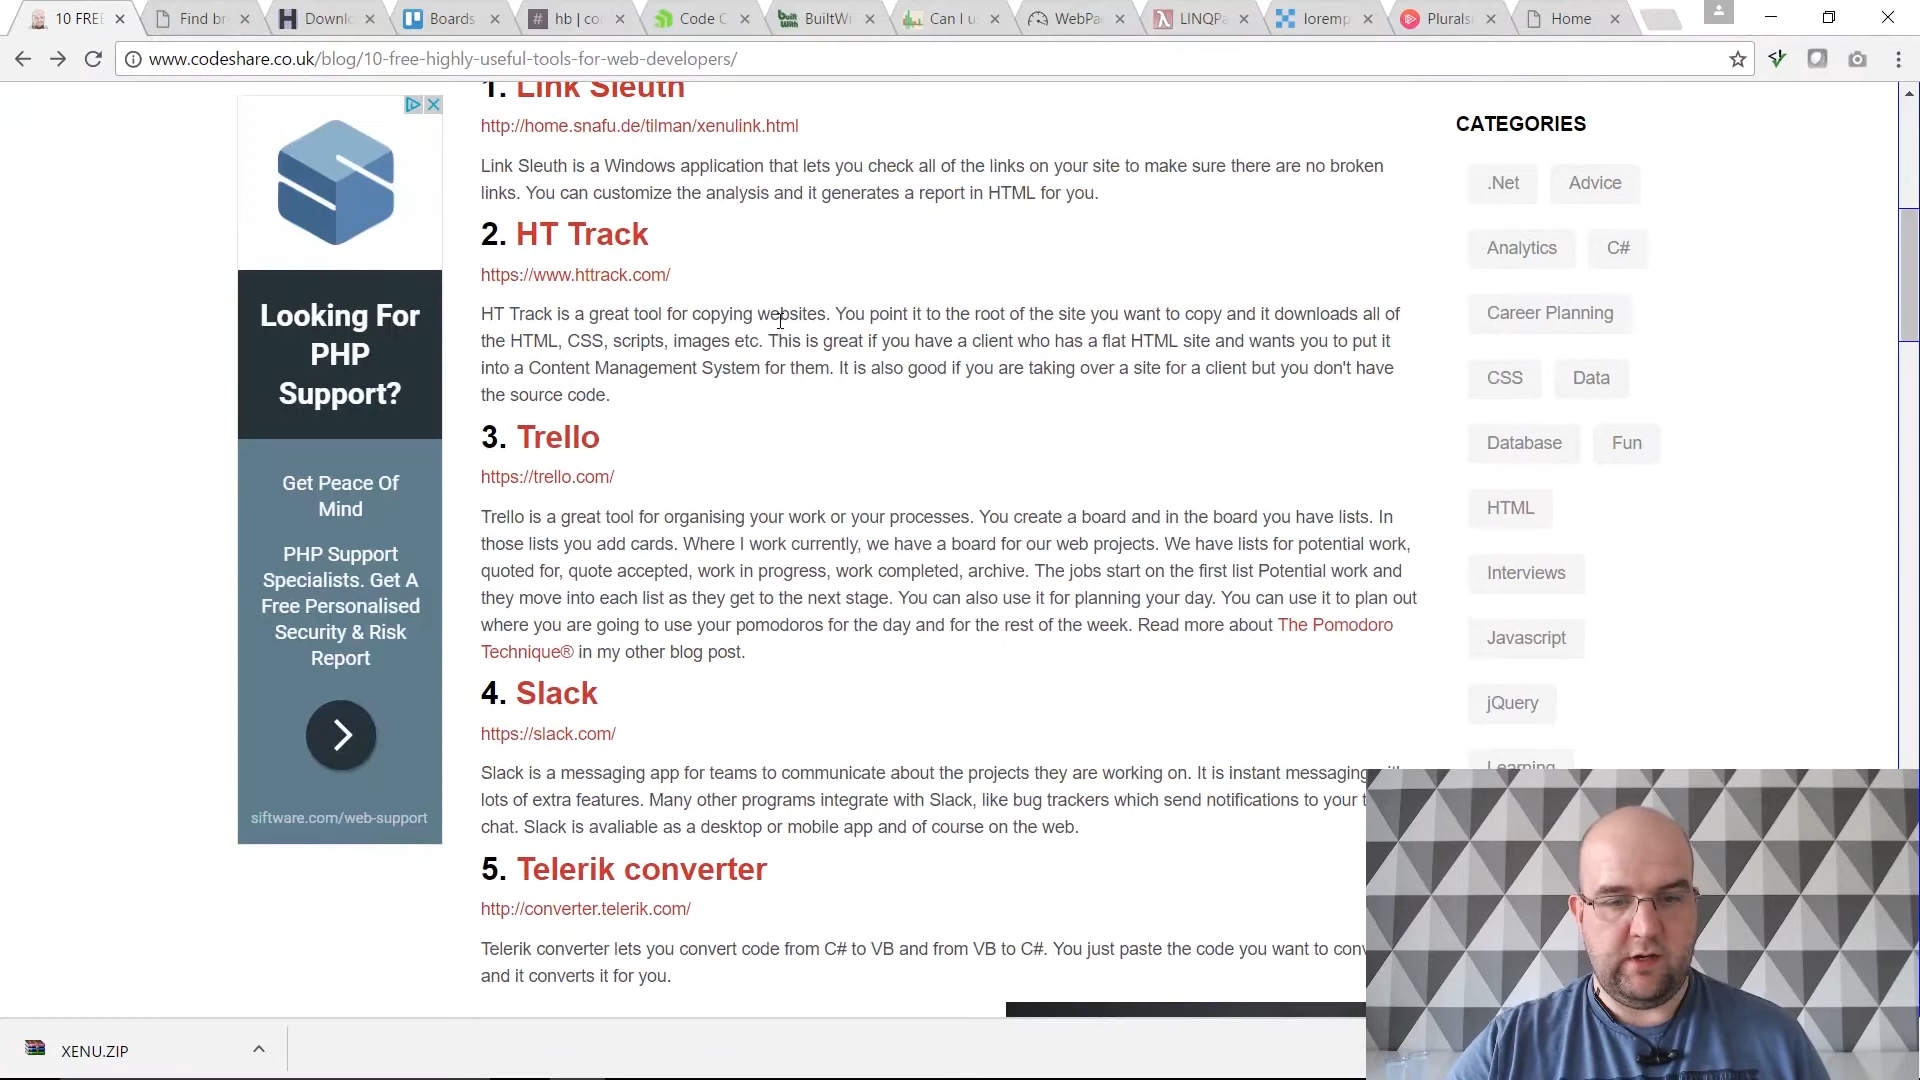 10 FREE
Find br
Downlo
Boards
hb | co
Code C
BuiltWi
Can I u
WebPa
LINQPa
loremp
Plurals
Home
www.codeshare.co.uk/blog/10-free-highly-useful-tools-for-web-developers/
1. Link Sleuth
http://home.snafu.de/tilman/xenulink.html
Link Sleuth is a Windows application that lets you check all of the links on your site to make sure there are no broken
links. You can customize the analysis and it generates a report in HTML for you.
2. HT Track
https://www.httrack.com/
HT Track is a great tool for copying websites. You point it to the root of the site you want to copy and it downloads all of
the HTML, CSS, scripts, images etc. This is great if you have a client who has a flat HTML site and wants you to put it
into a Content Management System for them. It is also good if you are taking over a site for a client but you don't have
the source code.
3. Trello
https://trello.com/
Trello is a great tool for organising your work or your processes. You create a board and in the board you have lists. In
those lists you add cards. Where I work currently, we have a board for our web projects. We have lists for potential work,
quoted for, quote accepted, work in progress, work completed, archive. The jobs start on the first list Potential work and
they move into each list as they get to the next stage. You can also use it for planning your day. You can use it to plan out
where you are going to use your pomodoros for the day and for the rest of the week. Read more about The Pomodoro
Technique® in my other blog post.
4. Slack
https://slack.com/
Slack is a messaging app for teams to communicate about the projects they are working on. It is instant messaging
lots of extra features. Many other programs integrate with Slack, like bug trackers which send notifications to your t
chat. Slack is avaliable as a desktop or mobile app and of course on the web.
5. Telerik converter
http://converter.telerik.com/
Telerik converter lets you convert code from C# to VB and from VB to C#. You just paste the code you want to conv
and it converts it for you.
Looking For
PHP
Support?
Get Peace Of
Mind
PHP Support
Specialists. Get A
Free Personalised
Security & Risk
Report
siftware.com/web-support
CATEGORIES
.Net
Advice
Analytics
C#
Career Planning
CSS
Data
Database
Fun
HTML
Interviews
Javascript
jQuery
Learning
XENU.ZIP